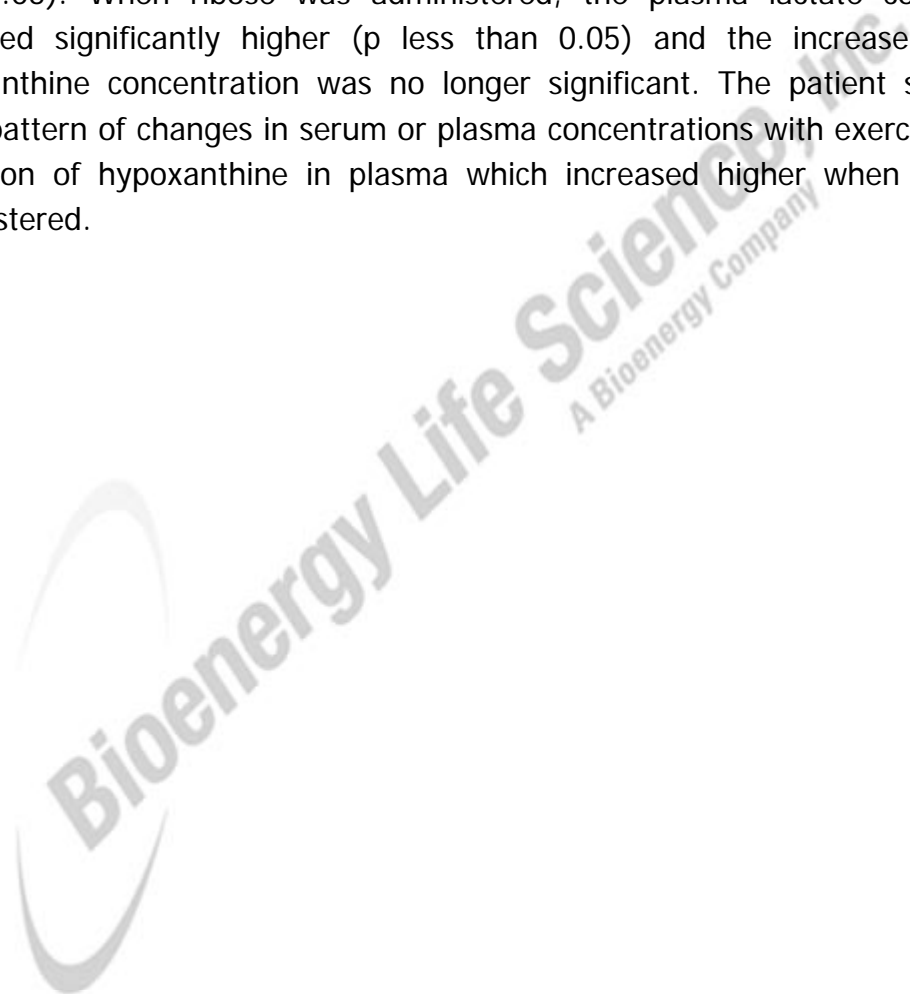 When ribose was administered, the plasma lactate
ed significantly higher (p less than 0.05) and the increase
nthine concentration was no longer significant. The patient s
pattern of changes in serum or plasma concentrations with exerc
on of hypoxanthine in plasma which increased higher when
stered.
Bioenergy Life Science, Inc.
A Bioenergy Company